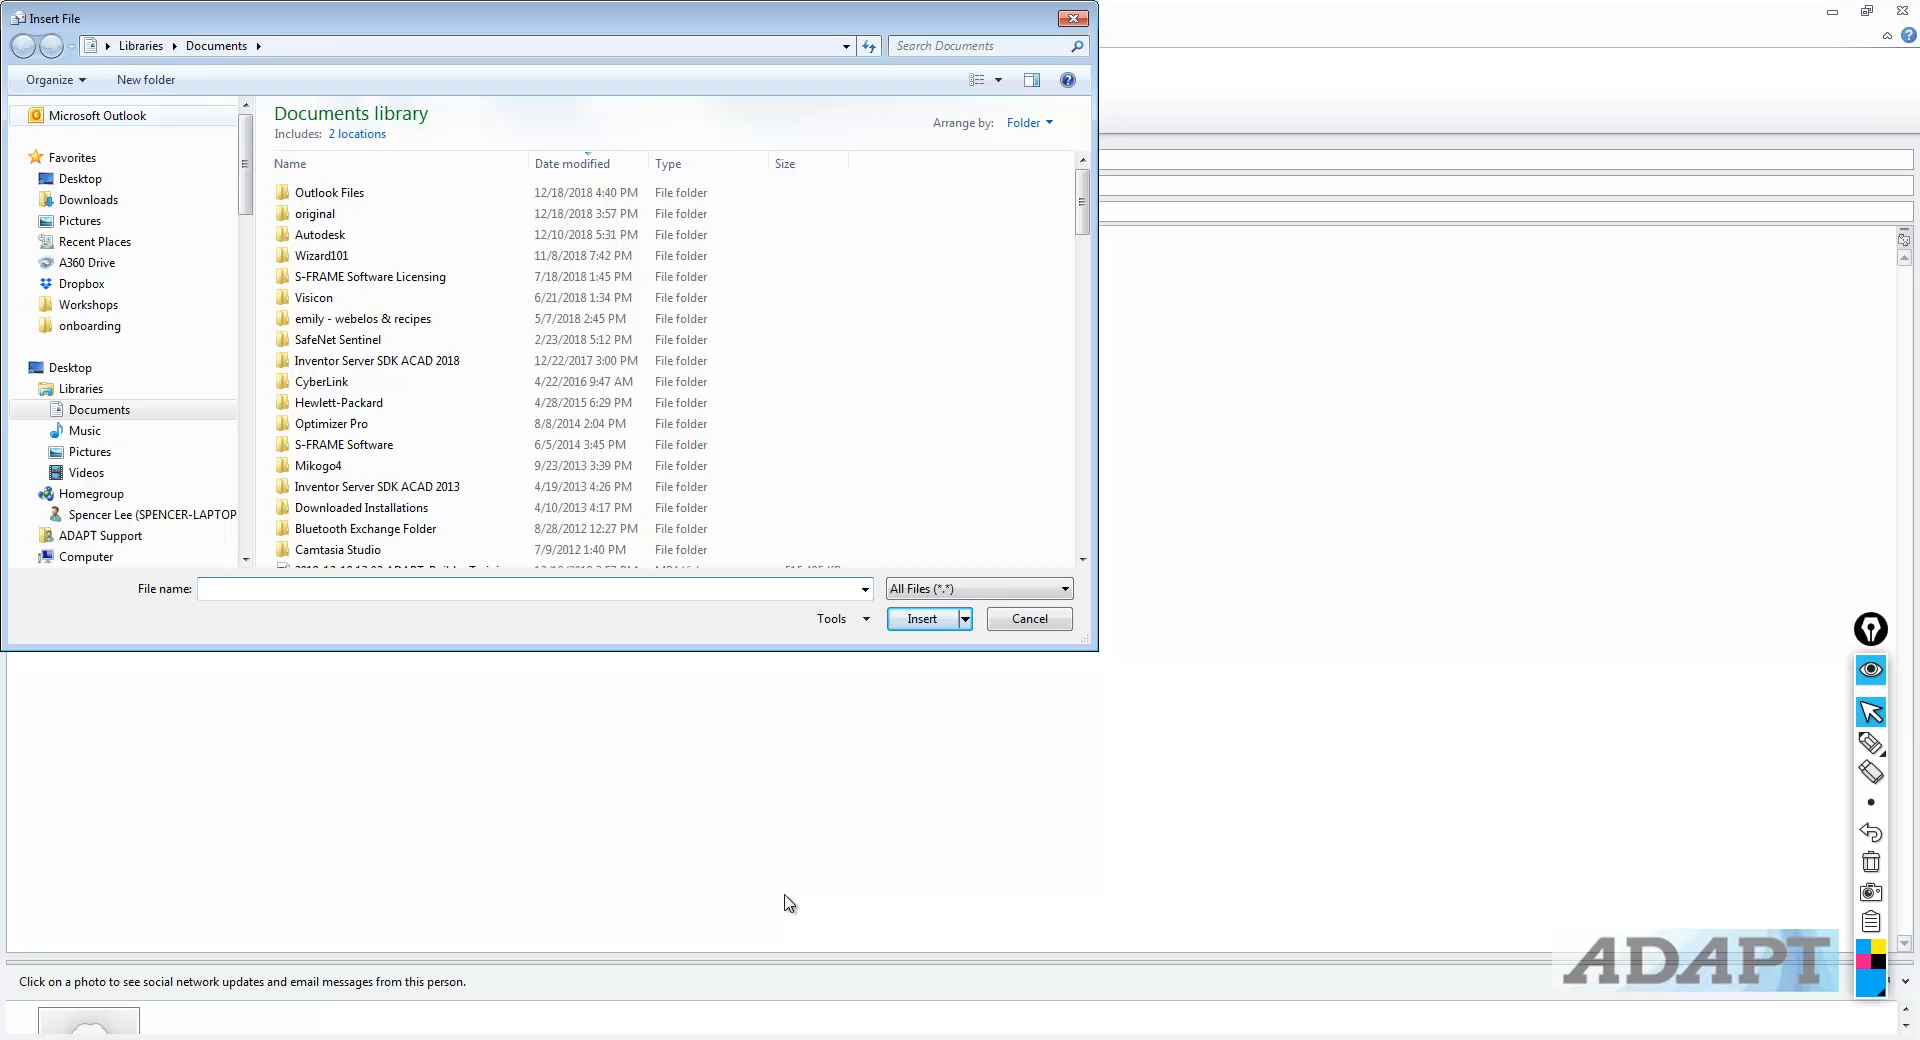 Insert File
Libraries Documents
Search Documents
Organize New folder
Microsoft Outlook
Favorites
Desktop
Downloads
Pictures
Recent Places
A360 Drive
Dropbox
Workshops
onboarding
Desktop
Libraries
Documents
Music
Pictures
Videos
Homegroup
Spencer Lee (SPENCER-LAPTOP
ADAPT Support
Computer
Documents library
Includes: 2 locations
Arrange by: Folder
Name Date modified Type Size
Outlook Files 12/18/2018 4:40 PM File folder
original 12/18/2018 3:57 PM File folder
Autodesk 12/10/2018 5:31 PM File folder
Wizard101 11/8/2018 7:42 PM File folder
S-FRAME Software Licensing 7/18/2018 1:45 PM File folder
Visicon 6/21/2018 1:34 PM File folder
emily - webelos & recipes 5/7/2018 2:45 PM File folder
SafeNet Sentinel 2/23/2018 5:12 PM File folder
Inventor Server SDK ACAD 2018 12/22/2017 3:00 PM File folder
CyberLink 4/22/2016 9:47 AM File folder
Hewlett-Packard 4/28/2015 6:29 PM File folder
Optimizer Pro 8/8/2014 2:04 PM File folder
S-FRAME Software 6/5/2014 3:45 PM File folder
Mikogo4 9/23/2013 3:39 PM File folder
Inventor Server SDK ACAD 2013 4/19/2013 4:26 PM File folder
Downloaded Installations 4/10/2013 4:17 PM File folder
Bluetooth Exchange Folder 8/28/2012 12:27 PM File folder
Camtasia Studio 7/9/2012 1:40 PM File folder
File name: All Files (*.*)
Tools Insert Cancel
ADAPT
Click on a photo to see social network updates and email messages from this person.